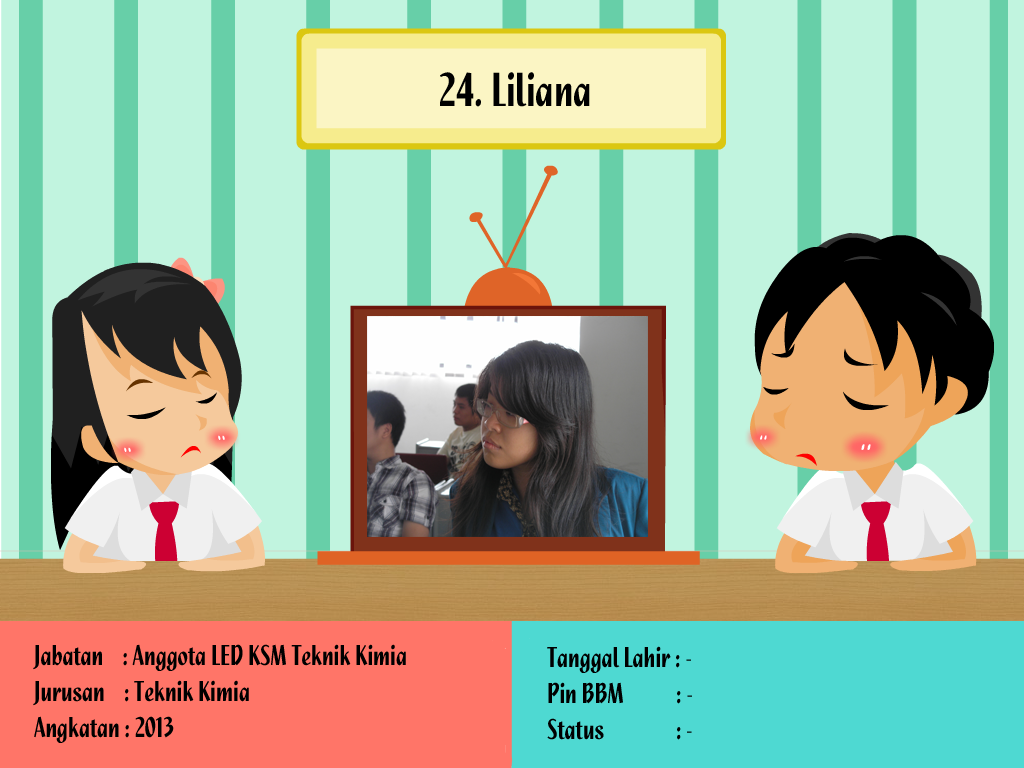 24. Liliana
Jabatan : Anggota LED KSM Teknik Kimia
Jurusan : Teknik Kimia
Angkatan : 2013
Tanggal Lahir : -
Pin BBM : -
Status : -